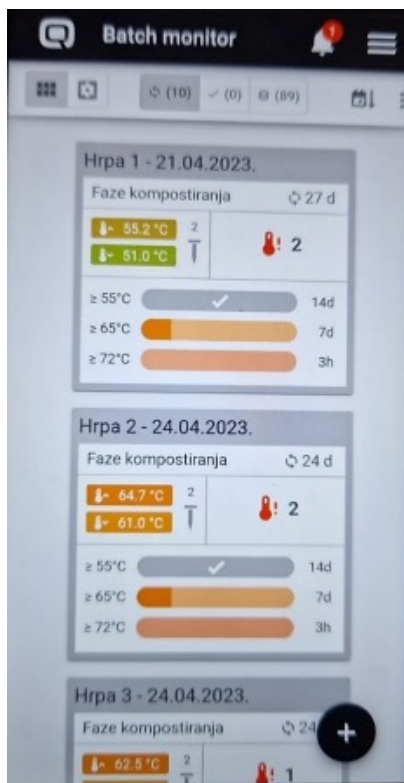 Batch monitor
(10) (0) (89)
Hrpa 1 - 21.04.2023.
Faze kompostiranja 27 d
55.2 °C 2
51.0 °C
2
≥ 55°C 14d
≥ 65°C 7d
≥ 72°C 3h
Hrpa 2 - 24.04.2023.
Faze kompostiranja 24 d
64.7 °C 2
61.0 °C
2
≥ 55°C 14d
≥ 65°C 7d
≥ 72°C 3h
Hrpa 3 - 24.04.2023.
Faze kompostiranja 24
62.5 °C 2
1